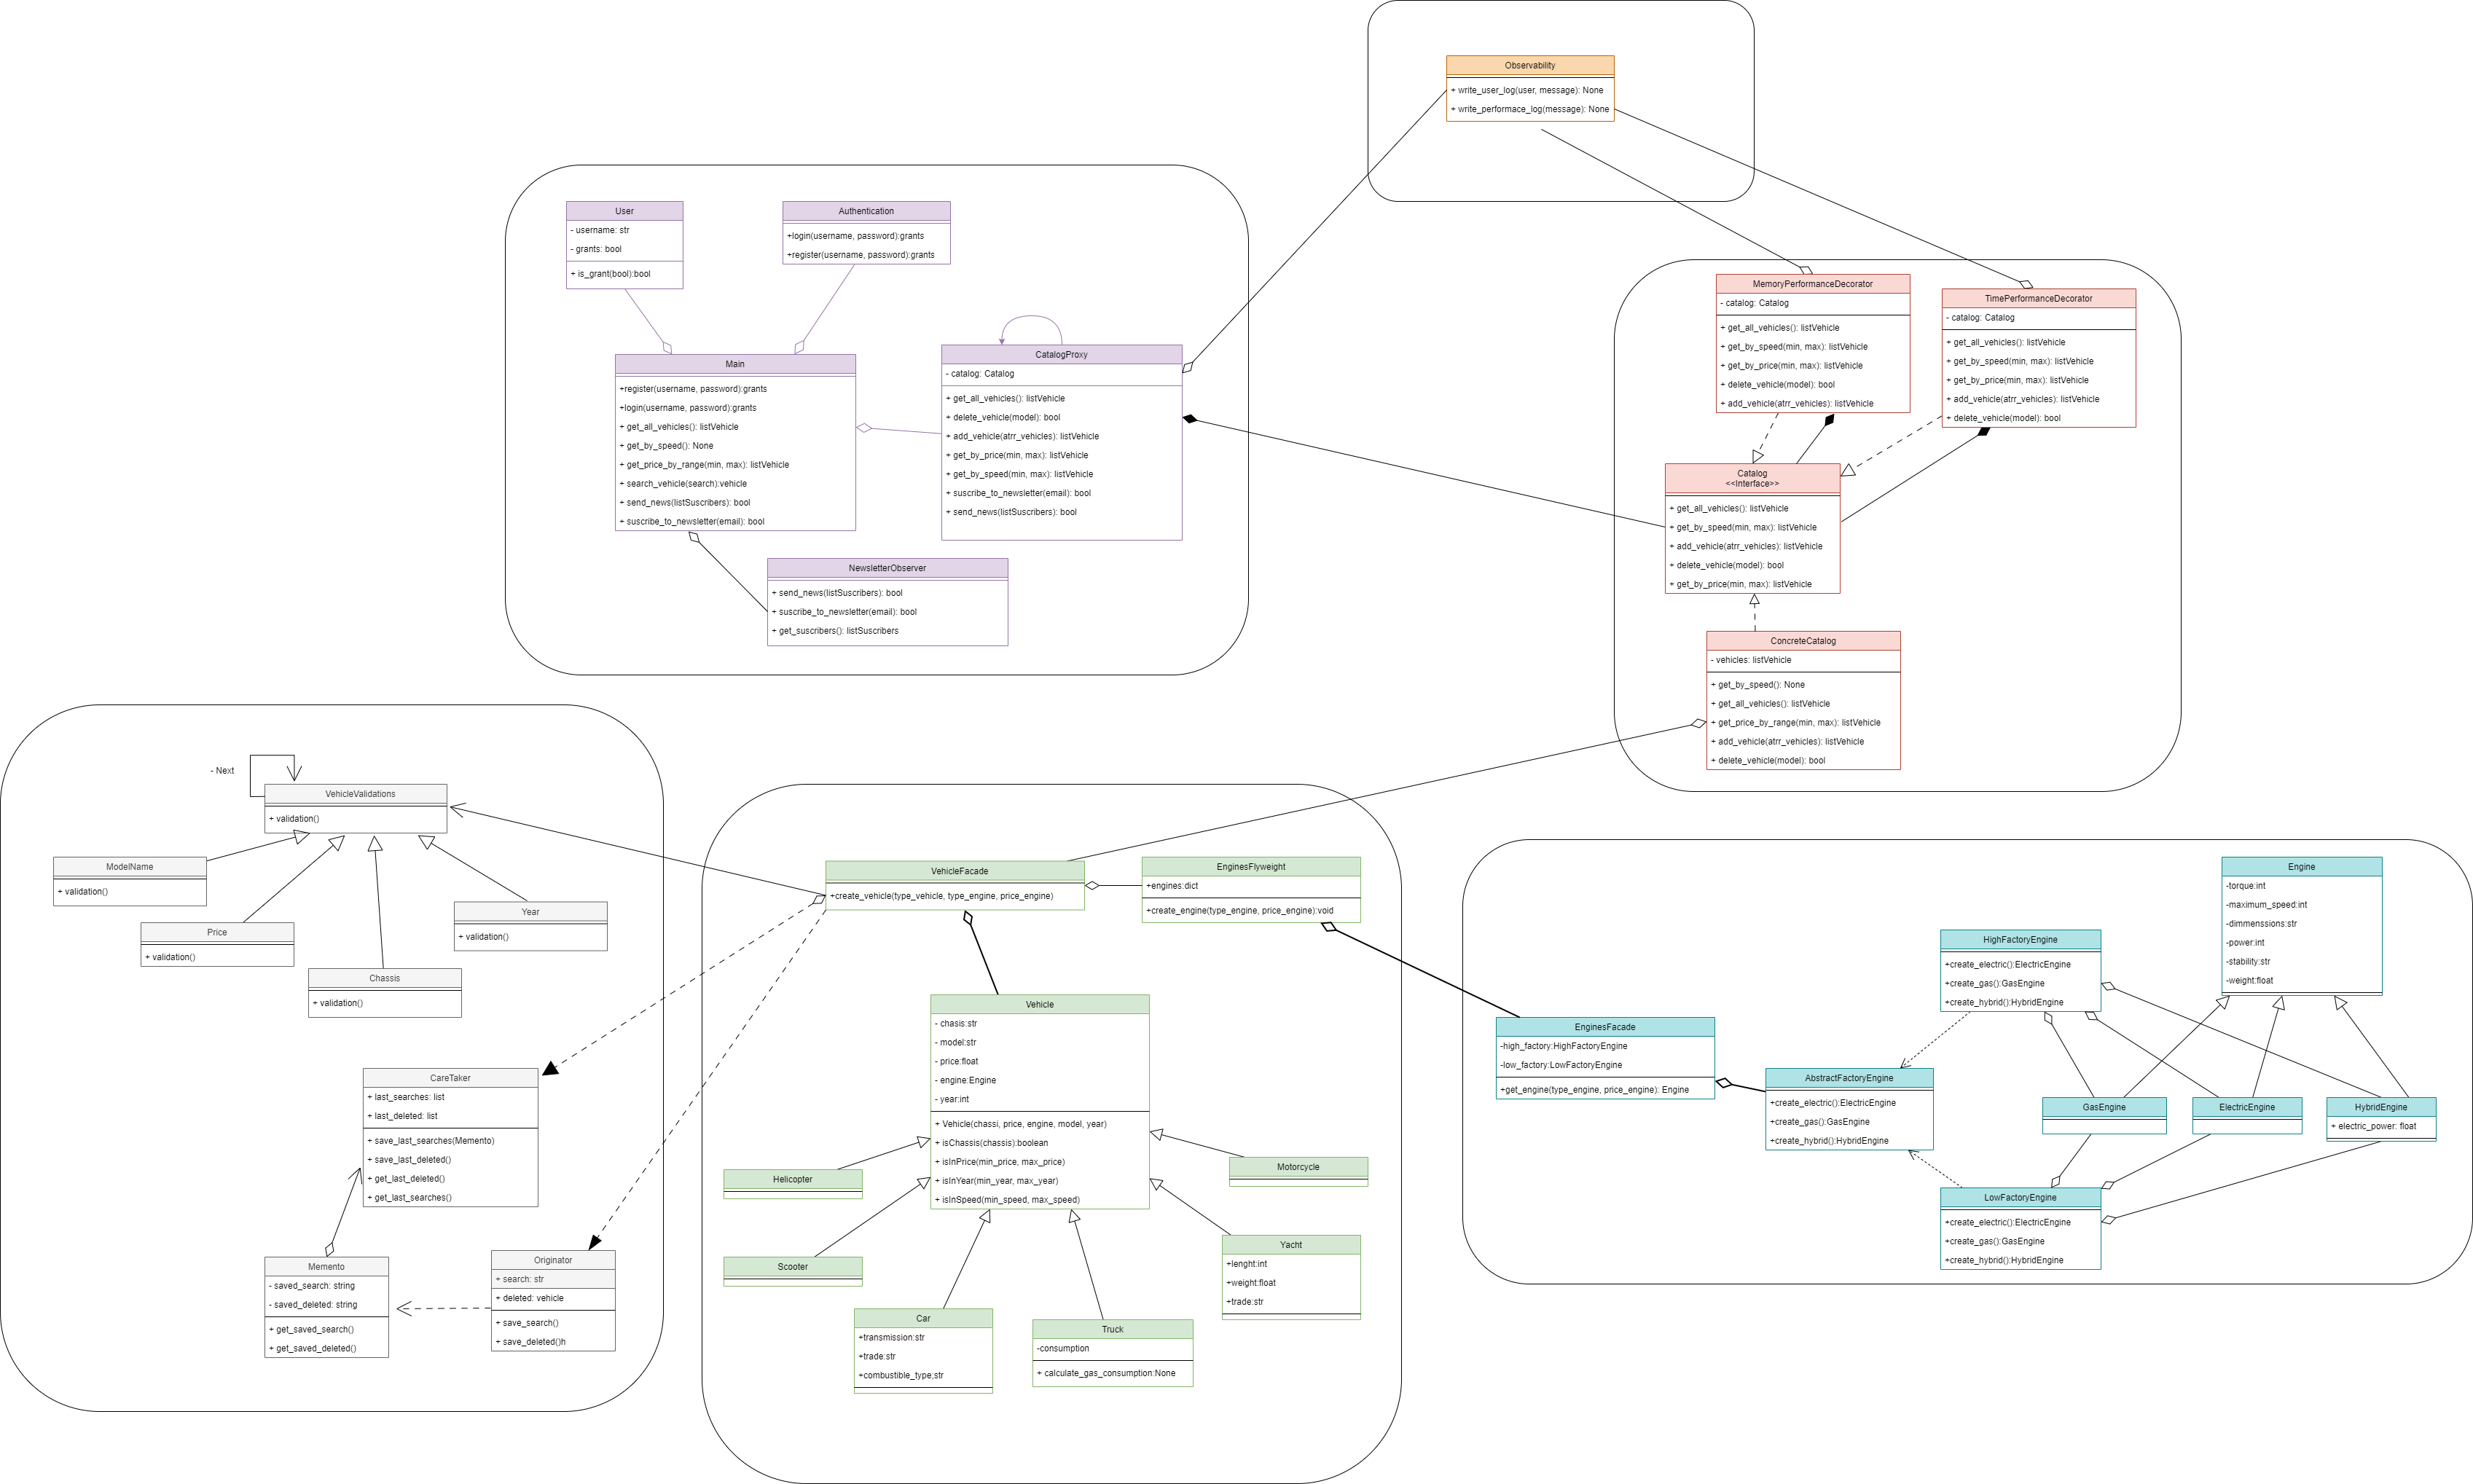 Observability
+ write_user_log(user, message): None
+ write_performace_log(message): None
User
- username: str
- grants: bool
+ is_grant(bool):bool
Authentication
+login(username, password):grants
+register(username, password):grants
Main
+register(username, password):grants
+login(username, password):grants
+ get_all_vehicles(): listVehicle
+ get_by_speed(): None
+ get_price_by_range(min, max): listVehicle
+ search_vehicle(search):vehicle
+ send_news(listSuscribers): bool
+ suscribe_to_newsletter(email): bool
CatalogProxy
- catalog: Catalog
+ get_all_vehicles(): listVehicle
+ delete_vehicle(model): bool
+ add_vehicle(atrr_vehicles): listVehicle
+ get_by_price(min, max): listVehicle
+ get_by_speed(min, max): listVehicle
+ suscribe_to_newsletter(email): bool
+ send_news(listSuscribers): bool
NewsletterObserver
+ send_news(listSuscribers): bool
+ suscribe_to_newsletter(email): bool
+ get_suscribers(): listSuscribers
MemoryPerformanceDecorator
- catalog: Catalog
+ get_all_vehicles(): listVehicle
+ get_by_speed(min, max): listVehicle
+ get_by_price(min, max): listVehicle
+ delete_vehicle(model): bool
+ add_vehicle(atrr_vehicles): listVehicle
TimePerformanceDecorator
- catalog: Catalog
+ get_all_vehicles(): listVehicle
+ get_by_speed(min, max): listVehicle
+ get_by_price(min, max): listVehicle
+ add_vehicle(atrr_vehicles): listVehicle
+ delete_vehicle(model): bool
Catalog
<<Interface>>
+ get_all_vehicles(): listVehicle
+ get_by_speed(min, max): listVehicle
+ add_vehicle(atrr_vehicles): listVehicle
+ delete_vehicle(model): bool
+ get_by_price(min, max): listVehicle
ConcreteCatalog
- vehicles: listVehicle
+ get_by_speed(): None
+ get_all_vehicles(): listVehicle
+ get_price_by_range(min, max): listVehicle
+ add_vehicle(atrr_vehicles): listVehicle
+ delete_vehicle(model): bool
- Next
VehicleValidations
+ validation()
ModelName
+ validation()
Price
+ validation()
Chassis
+ validation()
Year
+ validation()
CareTaker
+ last_searches: list
+ last_deleted: list
+ save_last_searches(Memento)
+ save_last_deleted()
+ get_last_deleted()
+ get_last_searches()
Memento
- saved_search: string
- saved_deleted: string
+ get_saved_search()
+ get_saved_deleted()
Originator
+ search: str
+ deleted: vehicle
+ save_search()
+ save_deleted()h
VehicleFacade
+create_vehicle(type_vehicle, type_engine, price_engine)
EnginesFlyweight
+engines:dict
+create_engine(type_engine, price_engine):void
Vehicle
- chasis:str
- model:str
- price:float
- engine:Engine
- year:int
+ Vehicle(chassi, price, engine, model, year)
+ isChassis(chassis):boolean
+ isInPrice(min_price, max_price)
+ isInYear(min_year, max_year)
+ isInSpeed(min_speed, max_speed)
Helicopter
Scooter
Motorcycle
Yacht
+lenght:int
+weight:float
+trade:str
Car
+transmission:str
+trade:str
+combustible_type;str
Truck
-consumption
+ calculate_gas_consumption:None
EnginesFacade
-high_factory:HighFactoryEngine
-low_factory:LowFactoryEngine
+get_engine(type_engine, price_engine): Engine
AbstractFactoryEngine
+create_electric():ElectricEngine
+create_gas():GasEngine
+create_hybrid():HybridEngine
HighFactoryEngine
+create_electric():ElectricEngine
+create_gas():GasEngine
+create_hybrid():HybridEngine
Engine
-torque:int
-maximum_speed:int
-dimmenssions:str
-power:int
-stability:str
-weight:float
GasEngine
ElectricEngine
HybridEngine
+ electric_power: float
LowFactoryEngine
+create_electric():ElectricEngine
+create_gas():GasEngine
+create_hybrid():HybridEngine